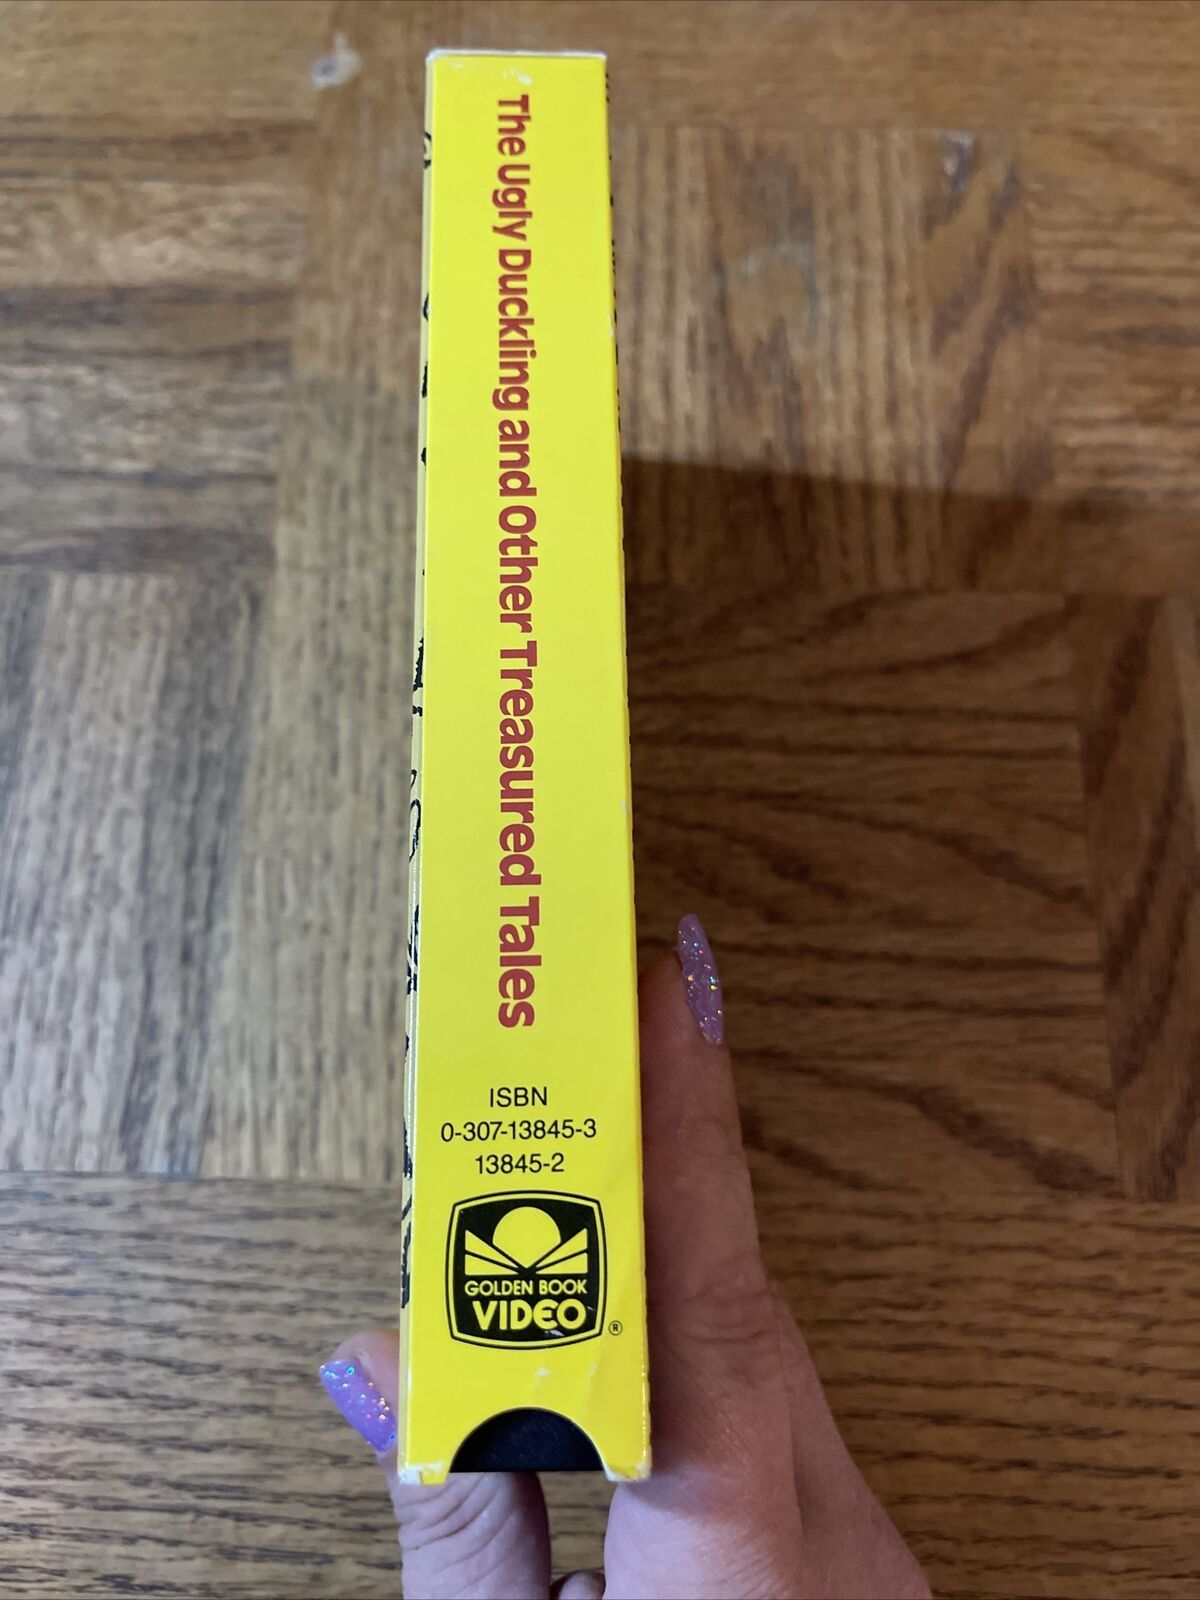 The Ugly Duckling and Other Treasured Tales
ISBN
0-307-13845-3
13845-2
GOLDEN BOOK
VIDEO
®